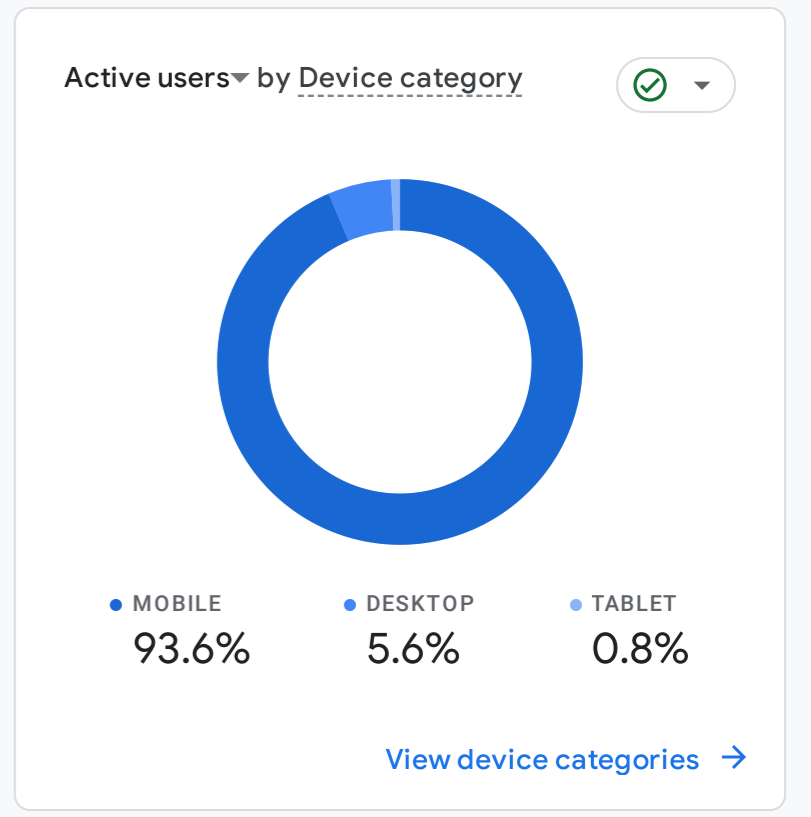 Active users by Device category
MOBILE DESKTOP TABLET
93.6% 5.6% 0.8%
View device categories